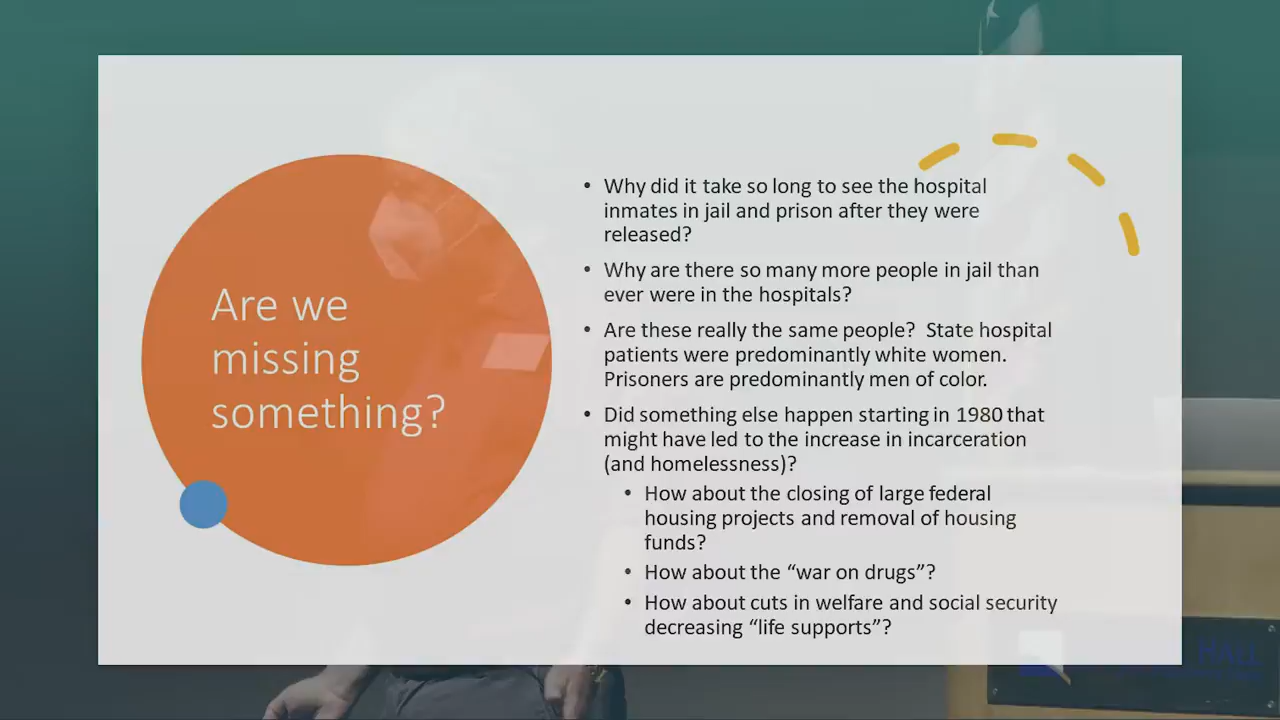 Are we
missing
something?
• Why did it take so long to see the hospital
inmates in jail and prison after they were
released?
• Why are there so many more people in jail than
ever were in the hospitals?
• Are these really the same people?  State hospital
patients were predominantly white women.
Prisoners are predominantly men of color.
• Did something else happen starting in 1980 that
might have led to the increase in incarceration
(and homelessness)?
• How about the closing of large federal
housing projects and removal of housing
funds?
• How about the “war on drugs”?
• How about cuts in welfare and social security
decreasing “life supports”?
HALL